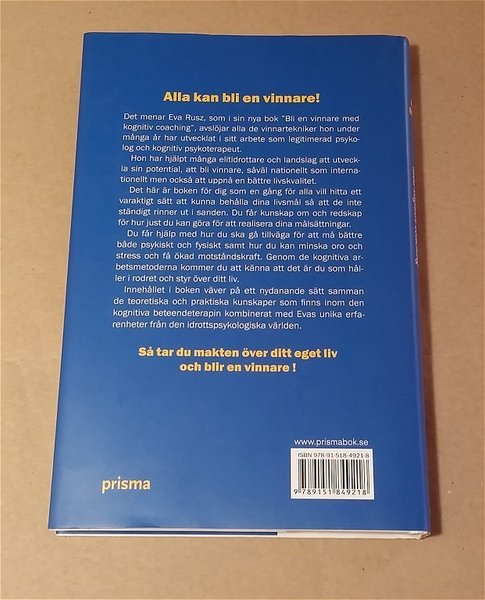 Alla kan bli en vinnare!
Det menar Eva Rusz, som i sin nya bok "Bli en vinnare med
kognitiv coaching", avslöjar alla de vinnartekniker hon under
många år har utvecklat i sitt arbete som legitimerad psyko-
log och kognitiv psykoterapeut.
Hon har hjälpt många elitidrottare och landslag att utveck-
la sin potential, att bli vinnare, såväl nationellt som interna-
tionellt men också att uppnå en bättre livskvalitet.
Det här är boken för dig som en gång för alla vill hitta ett
varaktigt sätt att kunna behålla dina livsmål så att de inte
ständigt rinner ut i sanden. Du får kunskap om och redskap
för hur just du kan göra för att realisera dina målsättningar.
Du får hjälp med hur du ska gå tillväga för att må bättre
både psykiskt och fysiskt samt hur du kan minska oro och
stress och få ökad motståndskraft. Genom de kognitiva ar-
betsmetoderna kommer du att känna att det är du som hål-
ler i rodret och styr över ditt liv.
Innehållet i boken väver på ett nydanande sätt samman
de teoretiska och praktiska kunskaper som finns inom den
kognitiva beteendeterapin kombinerat med Evas unika erfa-
renheter från den idrottspsykologiska världen.
Så tar du makten över ditt eget liv
och blir en vinnare !
www.prismabok.se
ISBN 978-91-518-4921-8
9 789151 849218
prisma